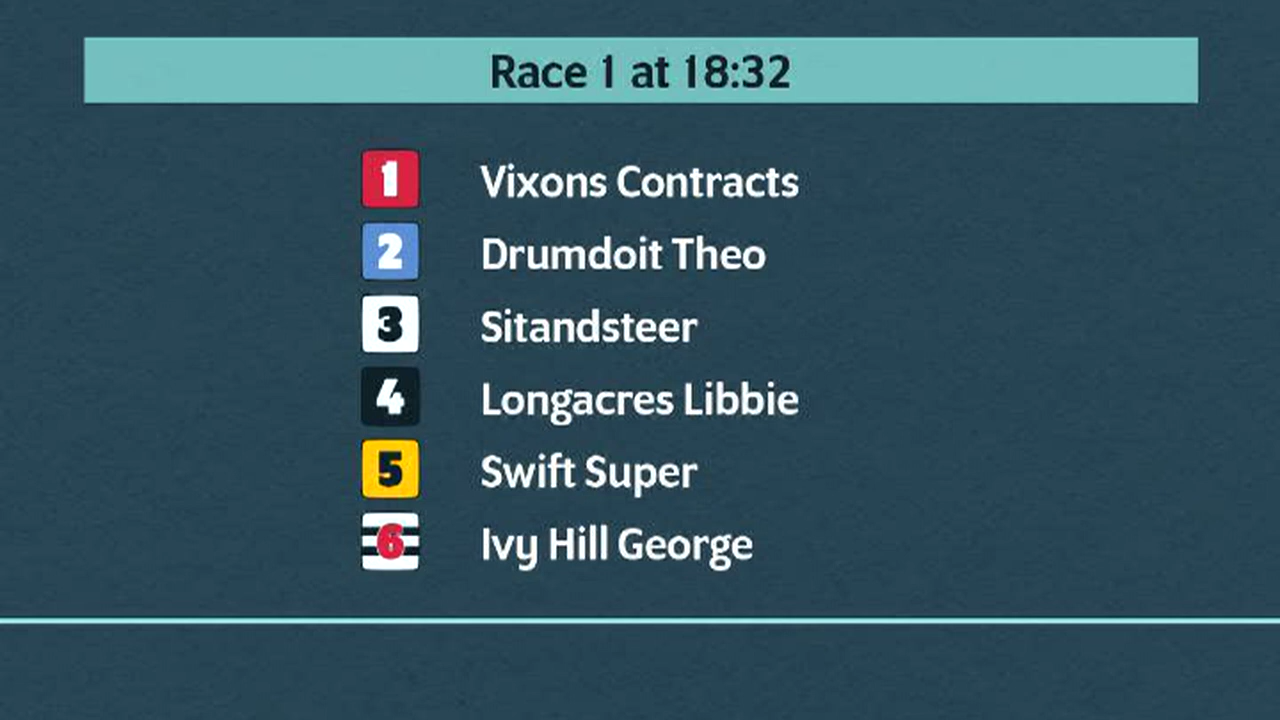 Race 1 at 18:32
1 Vixons Contracts
2 Drumdoit Theo
3 Sitandsteer
4 Longacres Libbie
5 Swift Super
6 Ivy Hill George